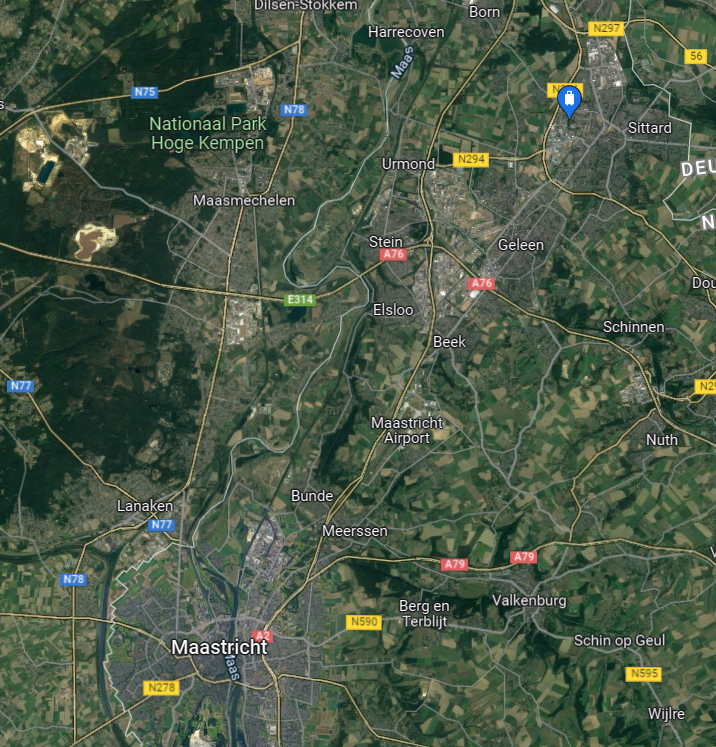 Dilsen-Stokkem
Born
Harrecoven
N297
56
Maas
N75
N78
Nationaal Park
Hoge Kempen
Sittard
Urmond
N294
DEU
Maasmechelen
N
Stein
A76
Geleen
A76
Dou
E314
Elsloo
Schinnen
Beek
N77
N29
Maastricht
Airport
Nuth
Bunde
Lanaken
N77
Meerssen
A79
A79
N78
Valkenburg
Berg en
Terblijt
N590
A2
Maastricht
Schin op Geul
Maas
N595
N278
Wijlre